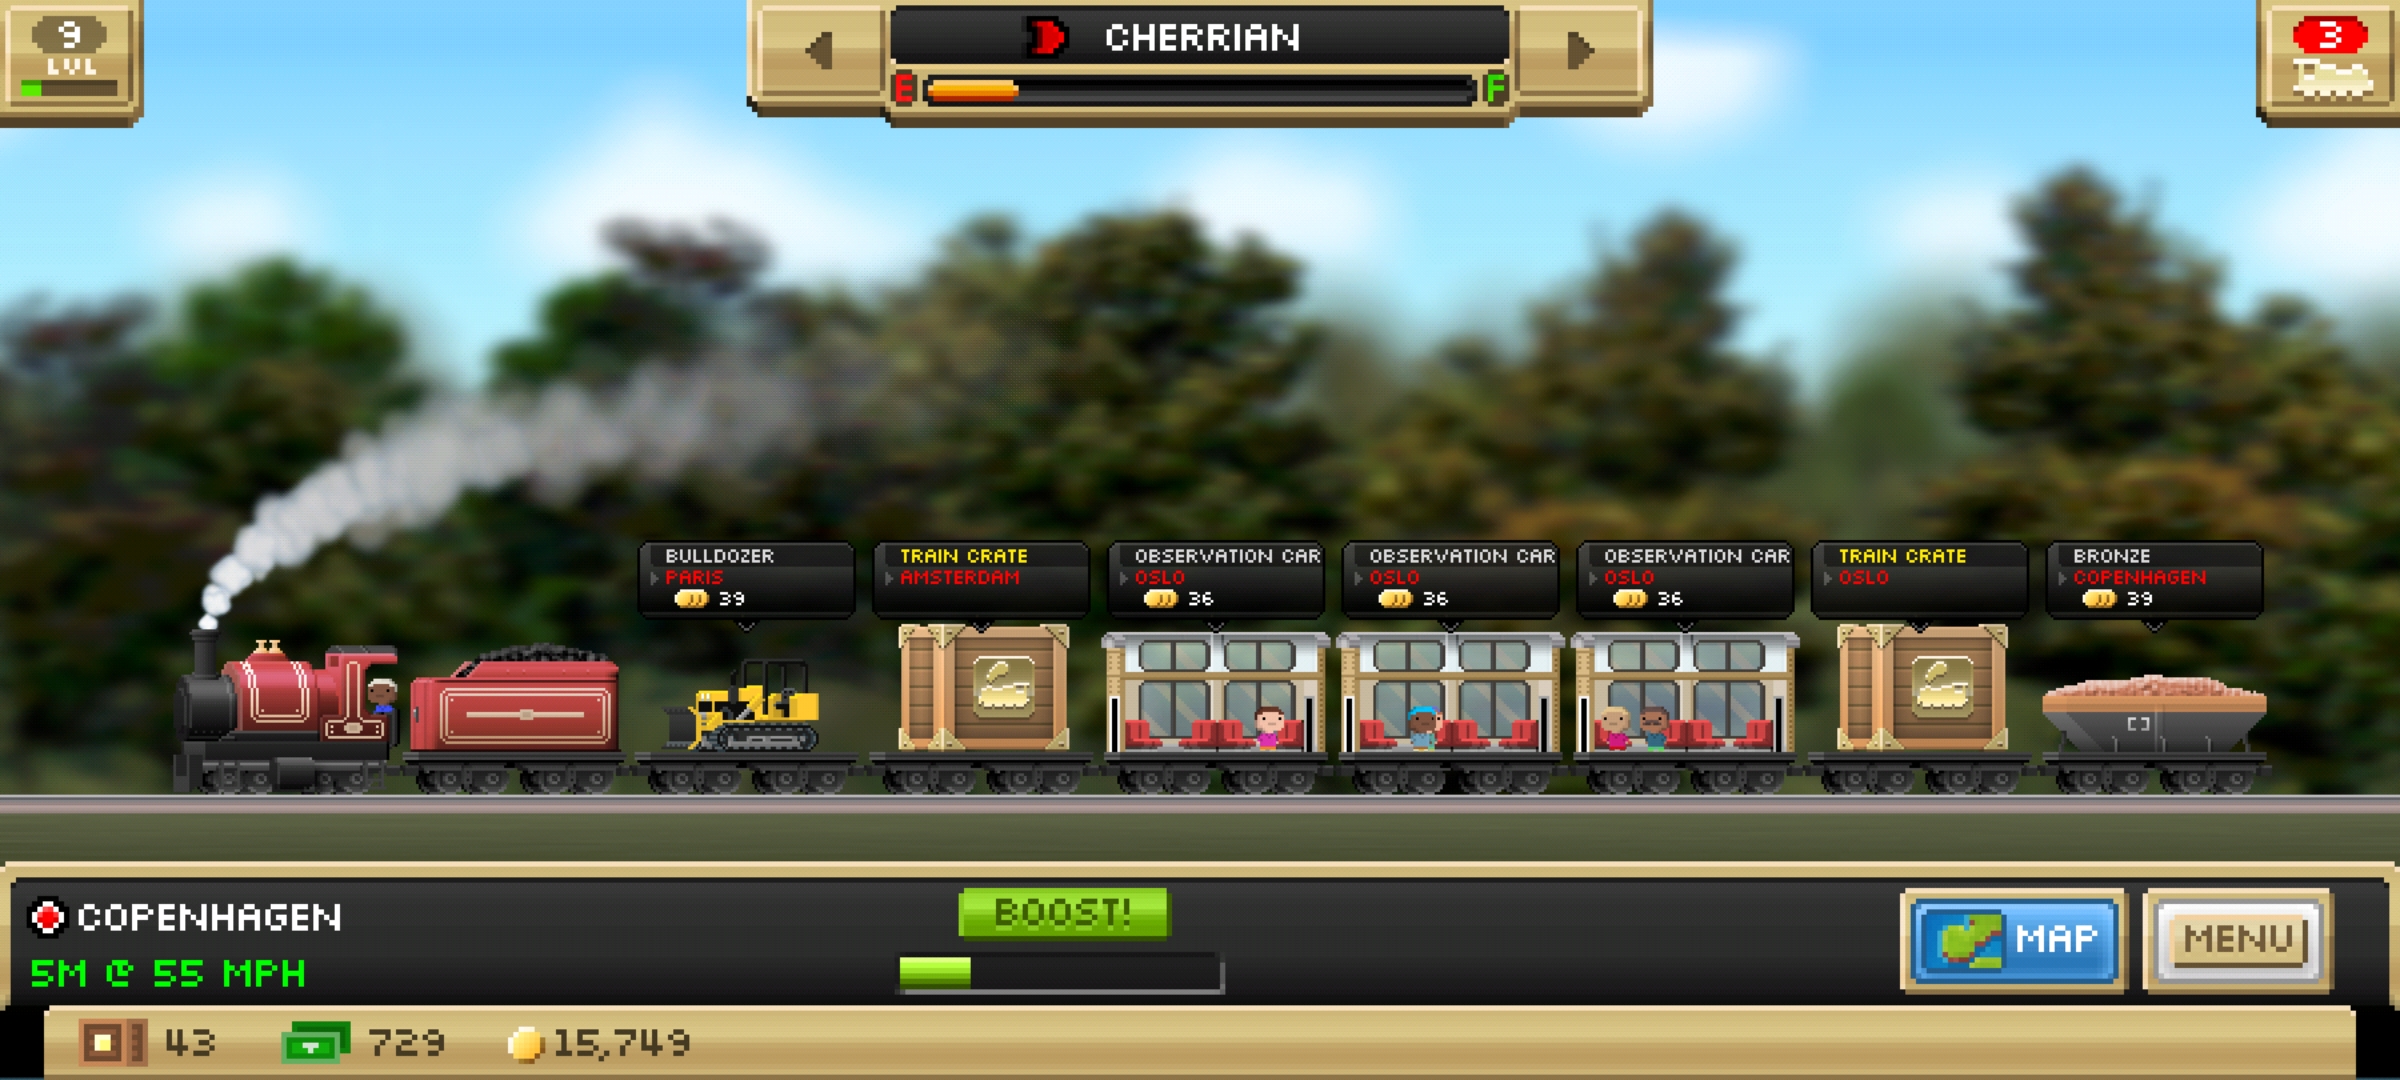 9
LVL
CHERRIAN
E F
3
BULLDOZER
PARIS
39
TRAIN CRATE
AMSTERDAM
OBSERVATION CAR
OSLO
36
OBSERVATION CAR
OSLO
36
OBSERVATION CAR
OSLO
36
TRAIN CRATE
OSLO
BRONZE
COPENHAGEN
39
COPENHAGEN
5M @ 55 MPH
BOOST!
MAP
MENU
43
729
15,749